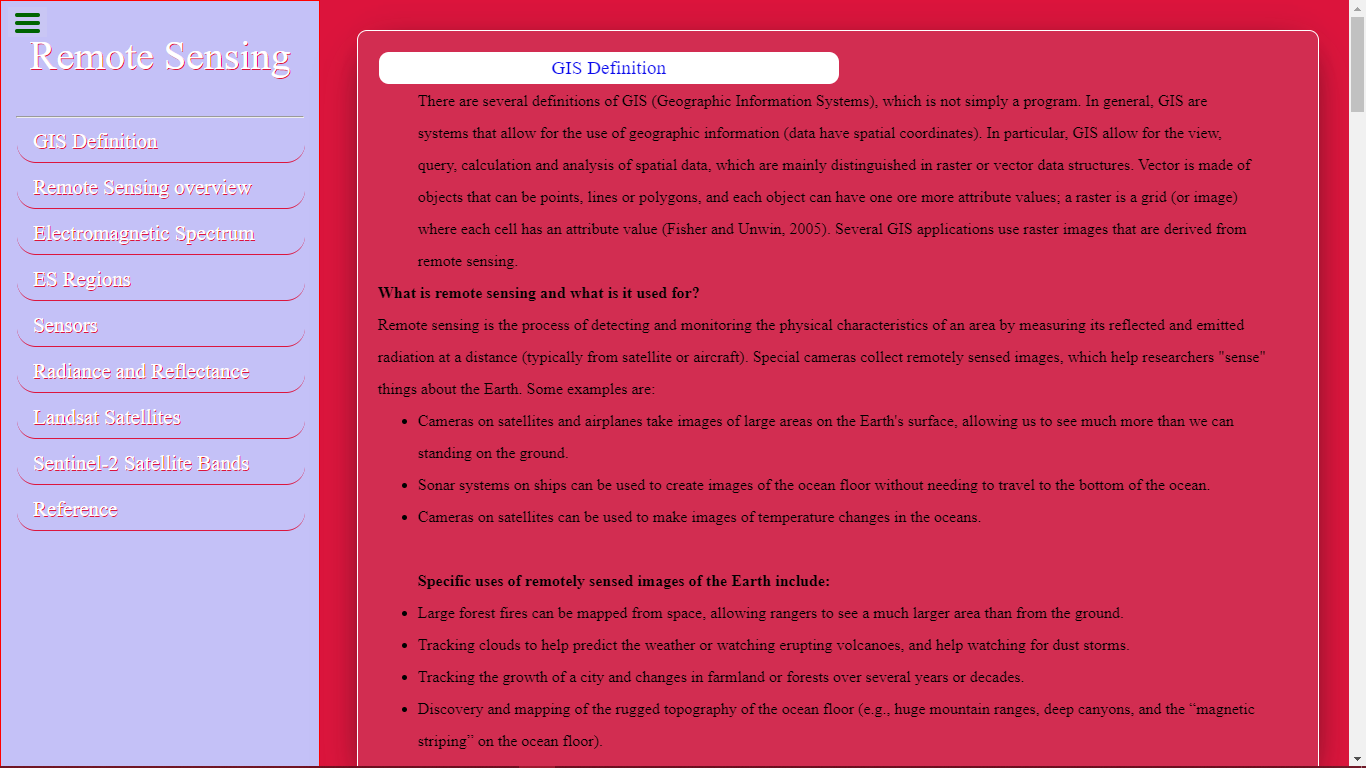 Remote Sensing
GIS Definition
Remote Sensing overview
Electromagnetic Spectrum
ES Regions
Sensors
Radiance and Reflectance
Landsat Satellites
Sentinel-2 Satellite Bands
Reference
GIS Definition
There are several definitions of GIS (Geographic Information Systems), which is not simply a program. In general, GIS are
systems that allow for the use of geographic information (data have spatial coordinates). In particular, GIS allow for the view,
query, calculation and analysis of spatial data, which are mainly distinguished in raster or vector data structures. Vector is made of
objects that can be points, lines or polygons, and each object can have one ore more attribute values; a raster is a grid (or image)
where each cell has an attribute value (Fisher and Unwin, 2005). Several GIS applications use raster images that are derived from
remote sensing.
What is remote sensing and what is it used for?
Remote sensing is the process of detecting and monitoring the physical characteristics of an area by measuring its reflected and emitted
radiation at a distance (typically from satellite or aircraft). Special cameras collect remotely sensed images, which help researchers "sense"
things about the Earth. Some examples are:
• Cameras on satellites and airplanes take images of large areas on the Earth's surface, allowing us to see much more than we can
standing on the ground.
• Sonar systems on ships can be used to create images of the ocean floor without needing to travel to the bottom of the ocean.
• Cameras on satellites can be used to make images of temperature changes in the oceans.
Specific uses of remotely sensed images of the Earth include:
• Large forest fires can be mapped from space, allowing rangers to see a much larger area than from the ground.
• Tracking clouds to help predict the weather or watching erupting volcanoes, and help watching for dust storms.
• Tracking the growth of a city and changes in farmland or forests over several years or decades.
• Discovery and mapping of the rugged topography of the ocean floor (e.g., huge mountain ranges, deep canyons, and the “magnetic
striping” on the ocean floor).